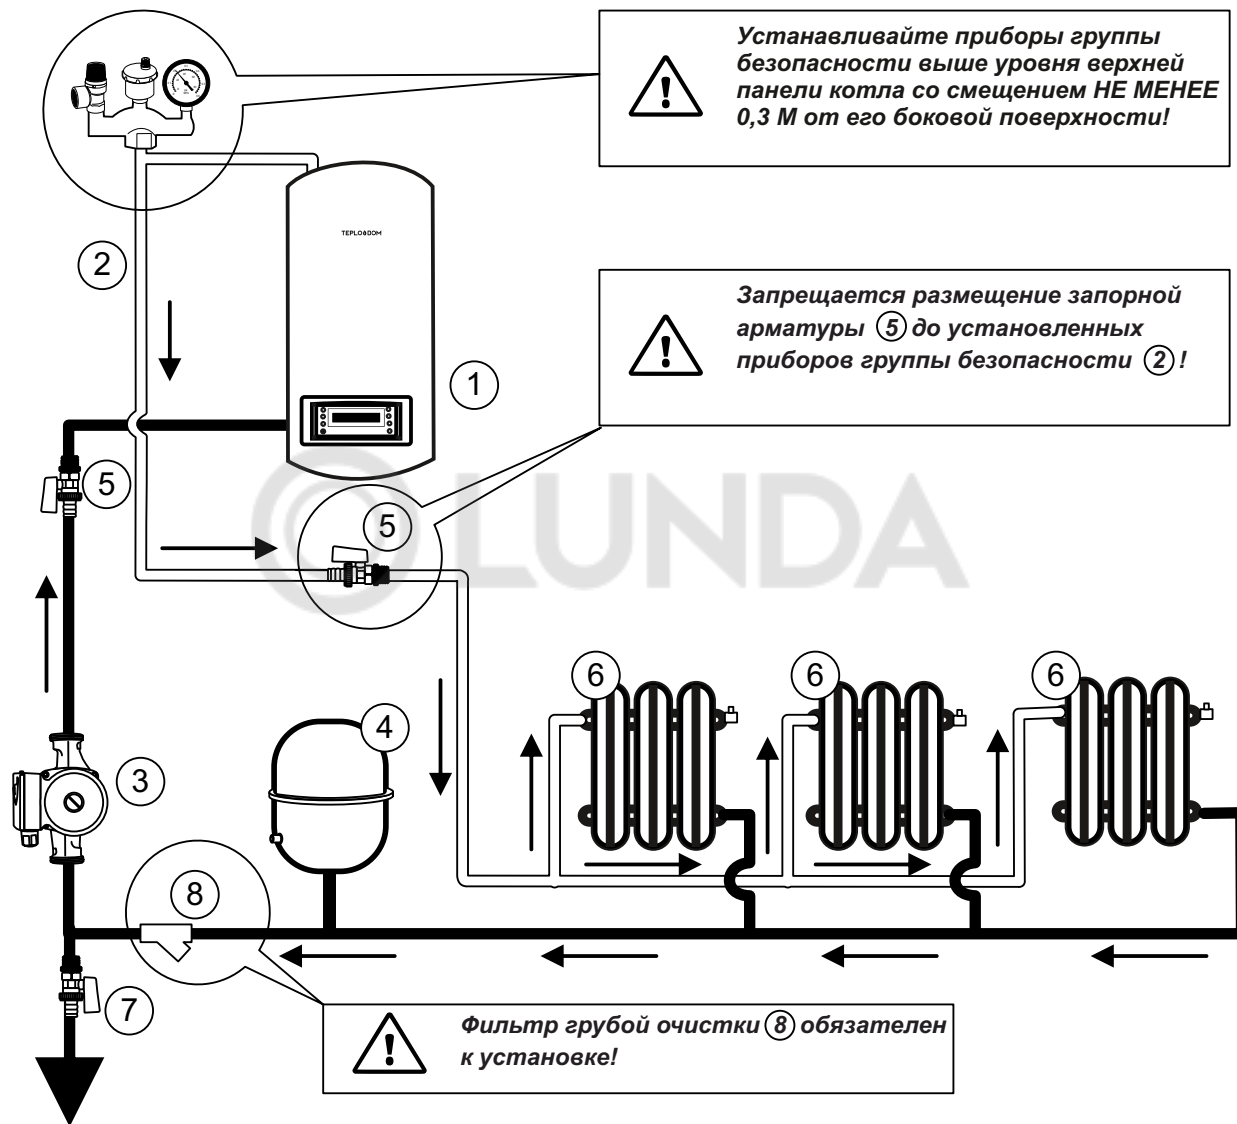 Устанавливайте приборы группы
безопасности выше уровня верхней
панели котла со смещением НЕ МЕНЕЕ
0,3 М от его боковой поверхности!
TEPLODOM
2
Запрещается размещение запорной
арматуры 5 до установленных
приборов группы безопасности 2 !
1
5
5
LUNDA
6
6
6
4
3
8
7
Фильтр грубой очистки 8 обязателен
к установке!